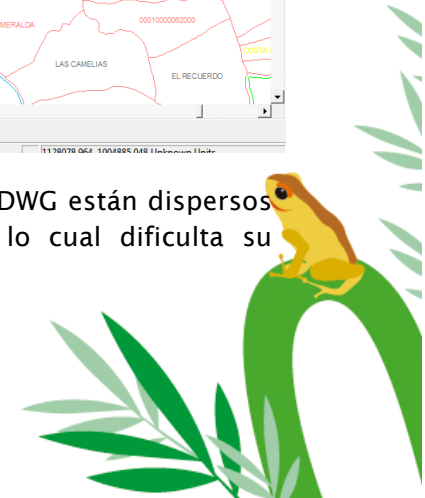 MERALDA
00010000062000
COSTA
LAS CAMELIAS
EL RECUERDO
1128078,964 1004885,048 Unknown Units
DWG están dispersos
lo cual dificulta su